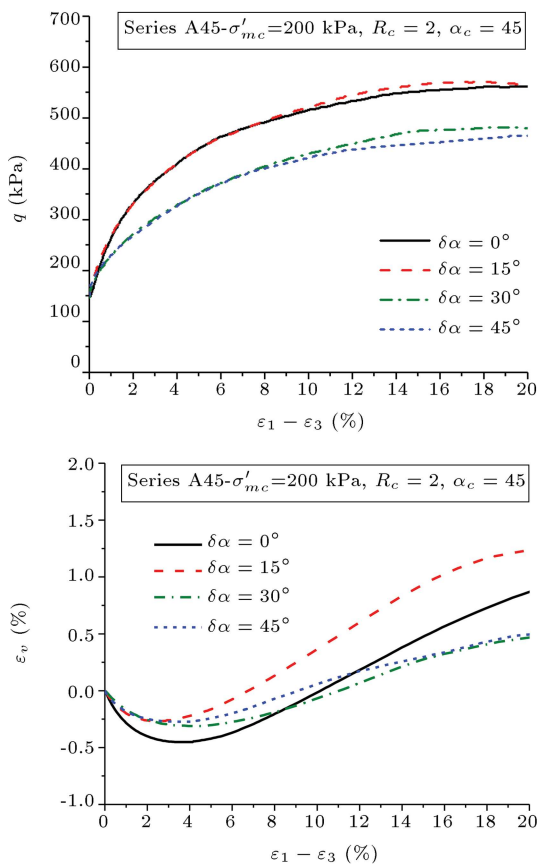 Series A45-σ′mc=200 kPa, Rc = 2, αc = 45
700
600
500
400
300
200
100
0
q (kPa)
δα = 0°
δα = 15°
δα = 30°
δα = 45°
0 2 4 6 8 10 12 14 16 18 20
ε1 − ε3 (%)
Series A45-σ′mc=200 kPa, Rc = 2, αc = 45
2.0
1.5
1.0
0.5
0.0
-0.5
-1.0
εv (%)
δα = 0°
δα = 15°
δα = 30°
δα = 45°
0 2 4 6 8 10 12 14 16 18 20
ε1 − ε3 (%)